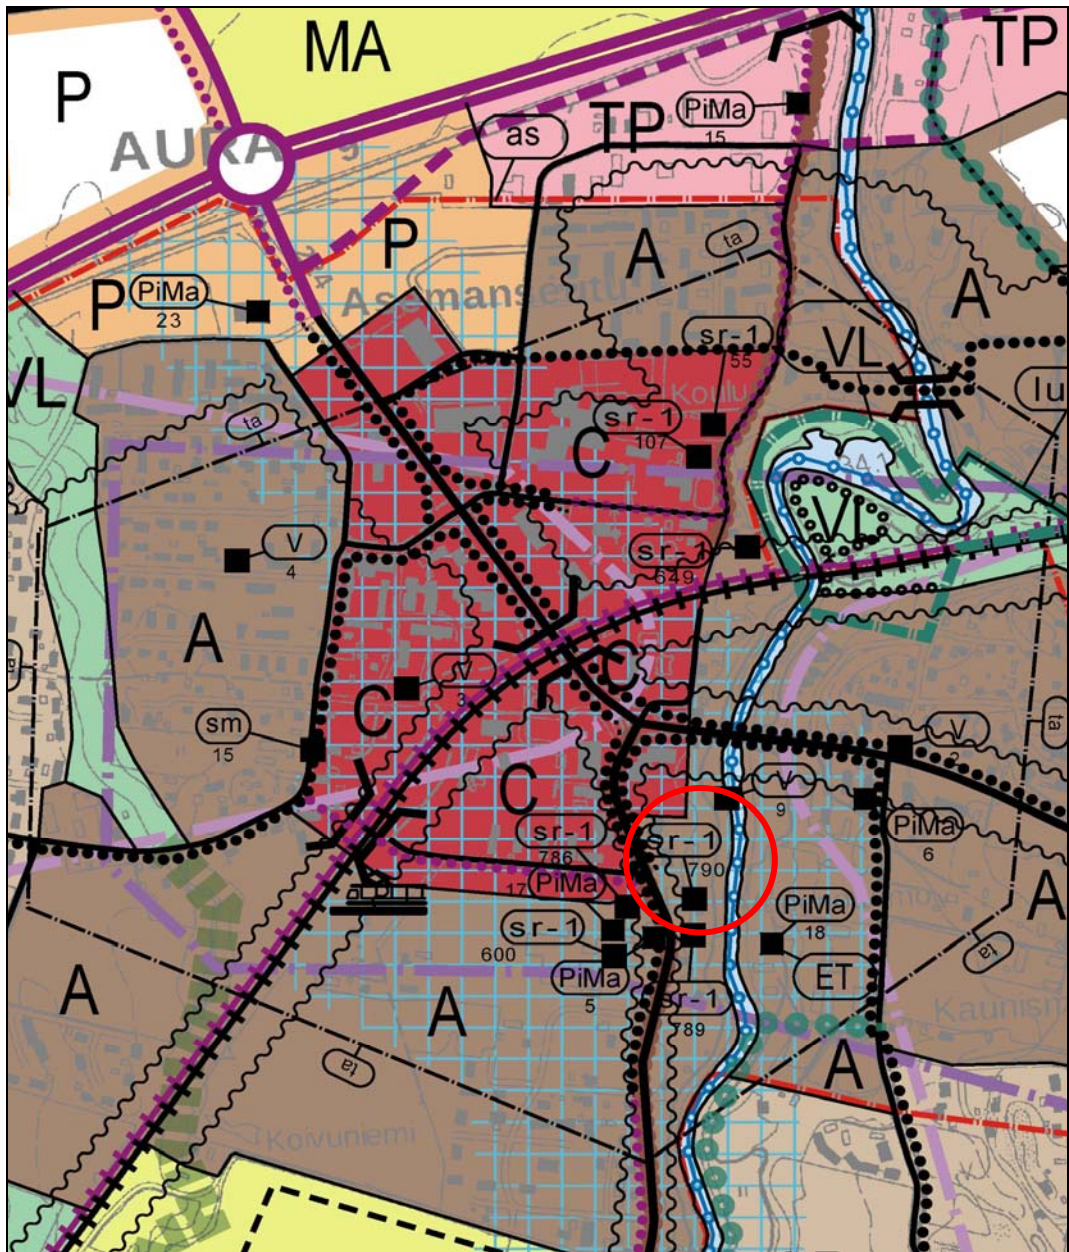 MA
TP
P
PiMa
15
TP
as
AURA
ta
P
A
A
PiMa
23
P
Asemanseutu
sr-1
55
VL
VL
lu
Koulu
sr-1
107
ta
C
34.1
VL
V
4
sr-1
649
A
C
V
3
C
sm
15
V
2
ta
C
V
9
sr-1
786
sr-1
790
PiMa
6
17
PiMa
PiMa
18
A
sr-1
600
ta
PiMa
5
ET
A
A
sr-1
789
ta
A
Koivuniemi